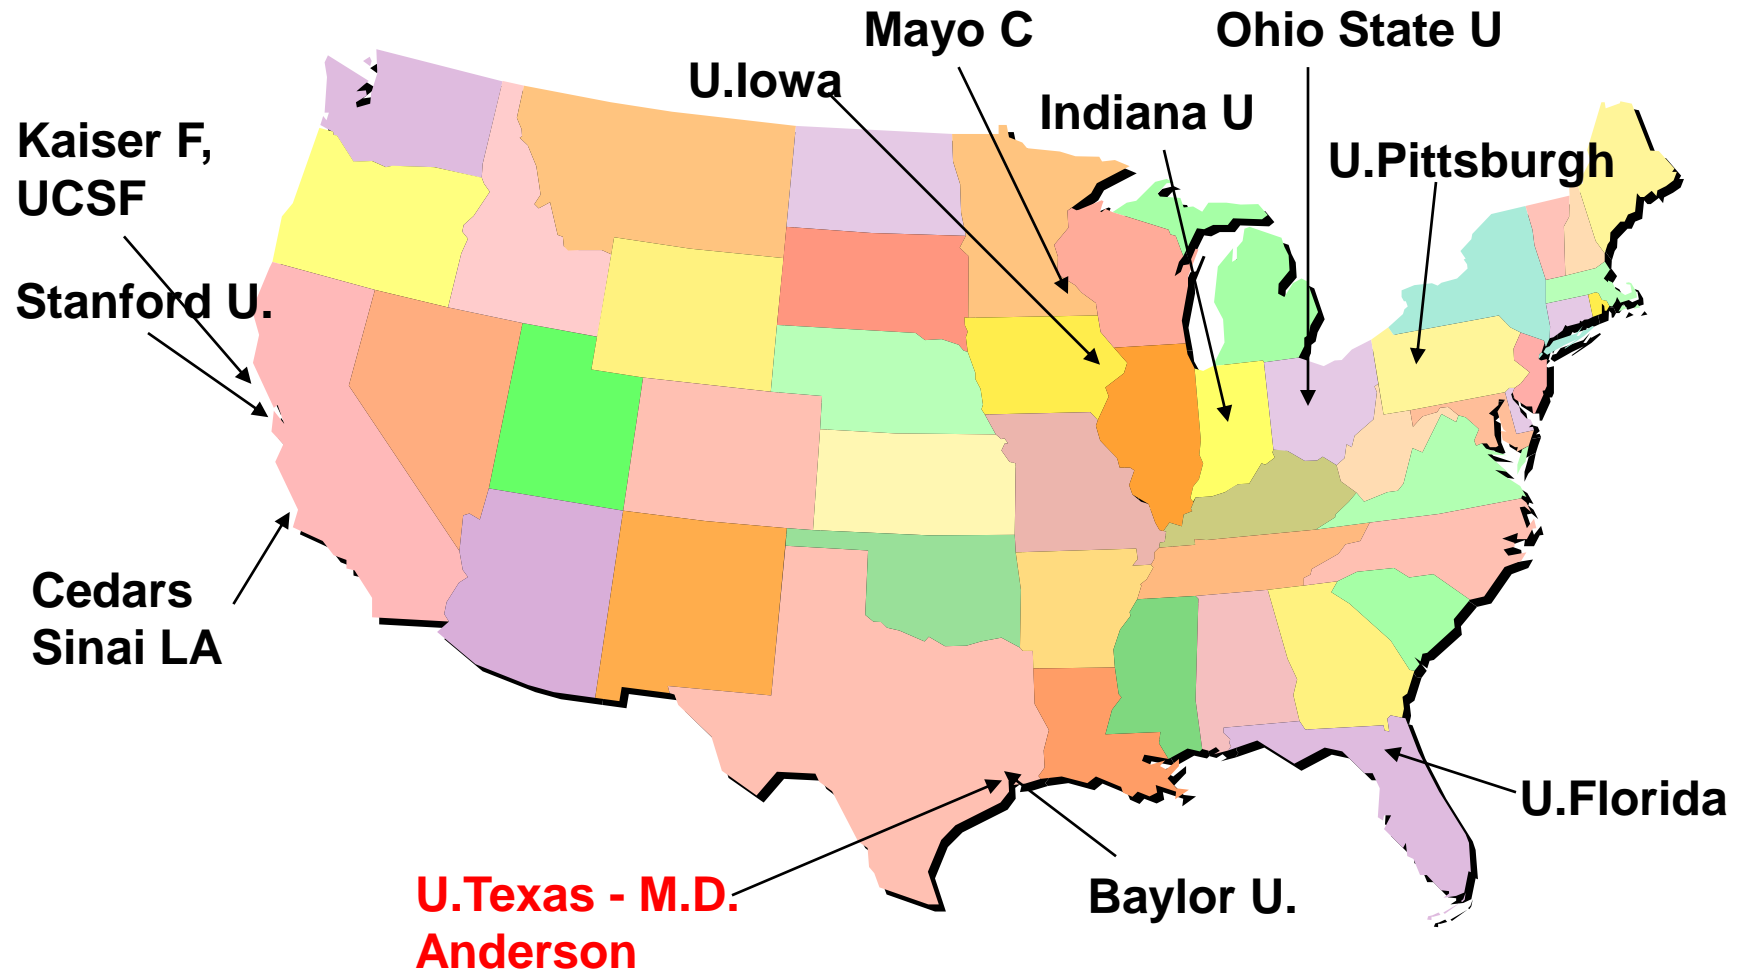 Mayo C
Ohio State U
U.Iowa
Indiana U
Kaiser F,
UCSF
U.Pittsburgh
Stanford U.
Cedars
Sinai LA
U.Florida
U.Texas - M.D.
Anderson
Baylor U.